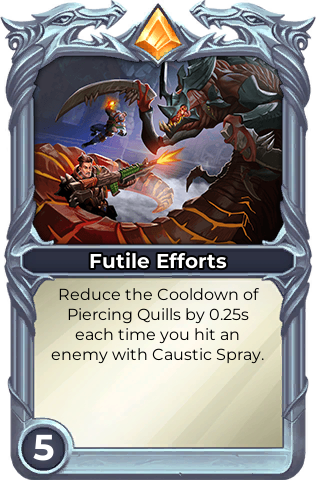 Futile Efforts
Reduce the Cooldown of
Piercing Quills by 0.25s
each time you hit an
enemy with Caustic Spray.
5